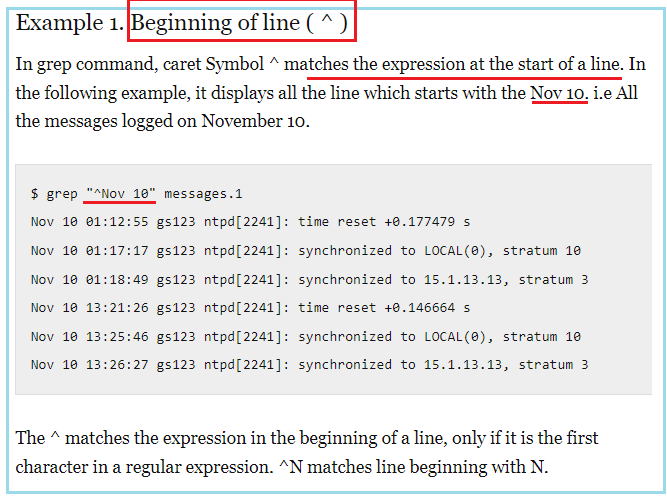 Example 1. Beginning of line ( ^ )
In grep command, caret Symbol ^ matches the expression at the start of a line. In
the following example, it displays all the line which starts with the Nov 10. i.e All
the messages logged on November 10.
$ grep "^Nov 10" messages.1
Nov 10 01:12:55 gs123 ntpd[2241]: time reset +0.177479 s
Nov 10 01:17:17 gs123 ntpd[2241]: synchronized to LOCAL(0), stratum 10
Nov 10 01:18:49 gs123 ntpd[2241]: synchronized to 15.1.13.13, stratum 3
Nov 10 13:21:26 gs123 ntpd[2241]: time reset +0.146664 s
Nov 10 13:25:46 gs123 ntpd[2241]: synchronized to LOCAL(0), stratum 10
Nov 10 13:26:27 gs123 ntpd[2241]: synchronized to 15.1.13.13, stratum 3
The ^ matches the expression in the beginning of a line, only if it is the first
character in a regular expression. ^N matches line beginning with N.